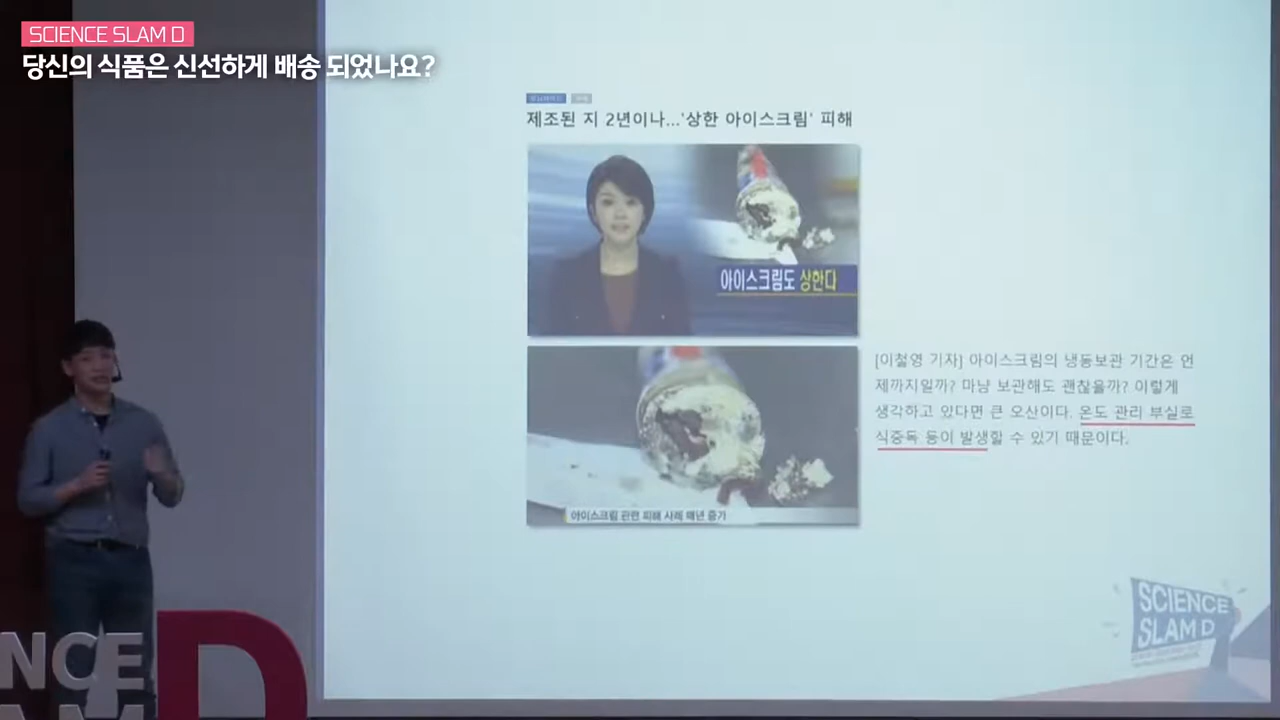 SCIENCE SLAM D
당신의 식품은 신선하게 배송 되었나요?
제조된 지 2년이나...'상한 아이스크림' 피해
아이스크림도 상한다
[이철영 기자] 아이스크림의 냉동보관 기간은 언
제까지일까? 마냥 보관해도 괜찮을까? 이렇게
생각하고 있다면 큰 오산이다. 온도 관리 부실로
식중독 등이 발생할 수 있기 때문이다.
아이스크림 관련 피해 사례 매년 증가
SCIENCE
SLAM D
NCE
AM
D